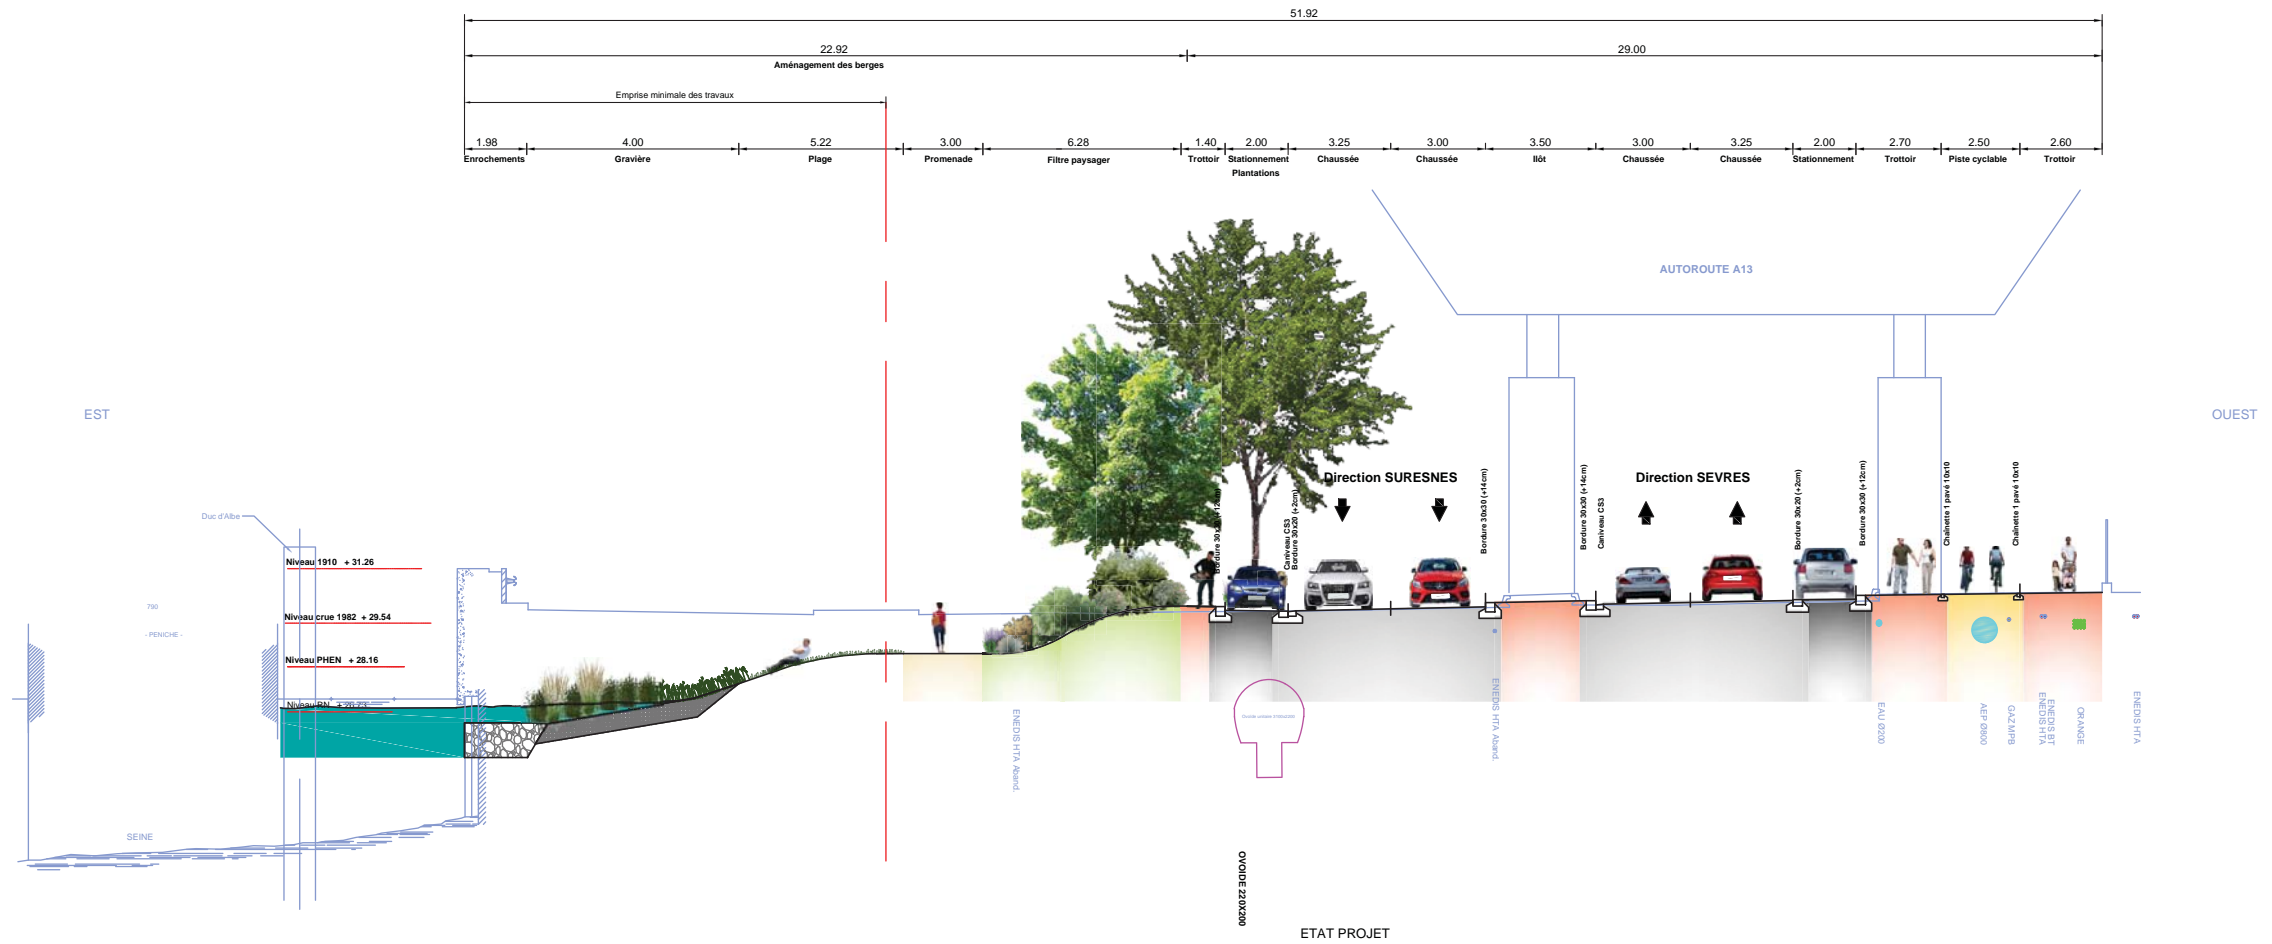 51.92
22.92
29.00
Aménagement des berges
Emprise minimale des travaux
1.98
4.00
5.22
3.00
6.28
1.40
2.00
3.25
3.00
3.50
3.00
3.25
2.00
2.70
2.50
2.60
Enrochements
Gravière
Plage
Promenade
Filtre paysager
Trottoir
Stationnement
Plantations
Chaussée
Chaussée
Ilôt
Chaussée
Chaussée
Stationnement
Trottoir
Piste cyclable
Trottoir
AUTOROUTE A13
EST
OUEST
Direction SURESNES
Direction SEVRES
Bordure 30x30 (+12cm)
Caniveau CS3
Bordure 30x20 (+2cm)
Bordure 30x30 (+14cm)
Bordure 30x30 (+14cm)
Caniveau CS3
Bordure 30x20 (+2cm)
Bordure 30x30 (+12cm)
Chaînette 1 pavé 10x10
Chaînette 1 pavé 10x10
Duc d'Albe
Niveau 1910 + 31.26
Niveau crue 1982 + 29.54
Niveau PHEN + 28.16
Niveau RN
790
- PENICHE -
SEINE
ENEDIS HTA Aband.
ENEDIS HTA Aband.
EAU Ø200
AEP Ø800
GAZ MPB
ENEDIS BT
ENEDIS HTA
ORANGE
ENEDIS HTA
OVOIDE 220X200
ETAT PROJET